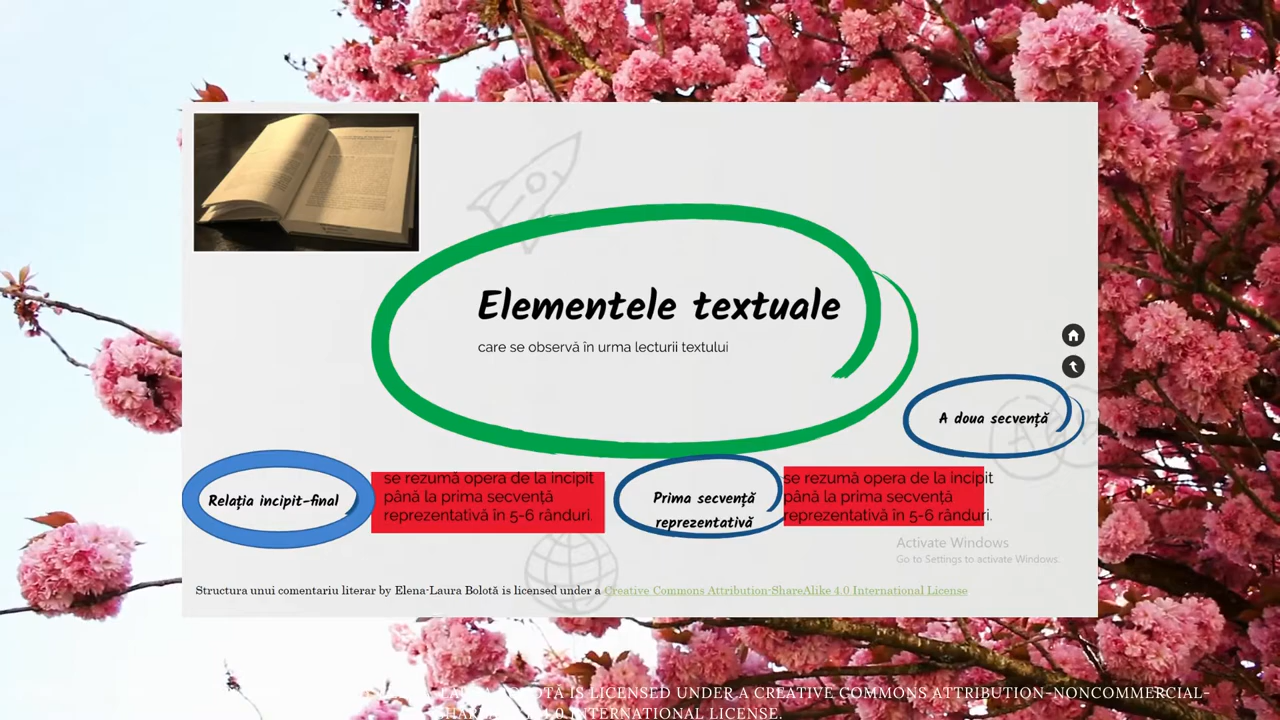 Elementele textuale
care se observă în urma lecturii textului
A doua secvență
Relația incipit-final
se rezumă opera de la incipit
până la prima secvență
reprezentativă în 5-6 rânduri.
Prima secvență
reprezentativă
se rezumă opera de la incipit
până la prima secvență
reprezentativă în 5-6 rânduri.
Activate Windows
Go to Settings to activate Windows.
Structura unui comentariu literar by Elena-Laura Bolotă is licensed under a Creative Commons Attribution-ShareAlike 4.0 International License
IS LICENSED UNDER A CREATIVE COMMONS ATTRIBUTION-NONCOMMERCIAL-
4.0 INTERNATIONAL LICENSE.